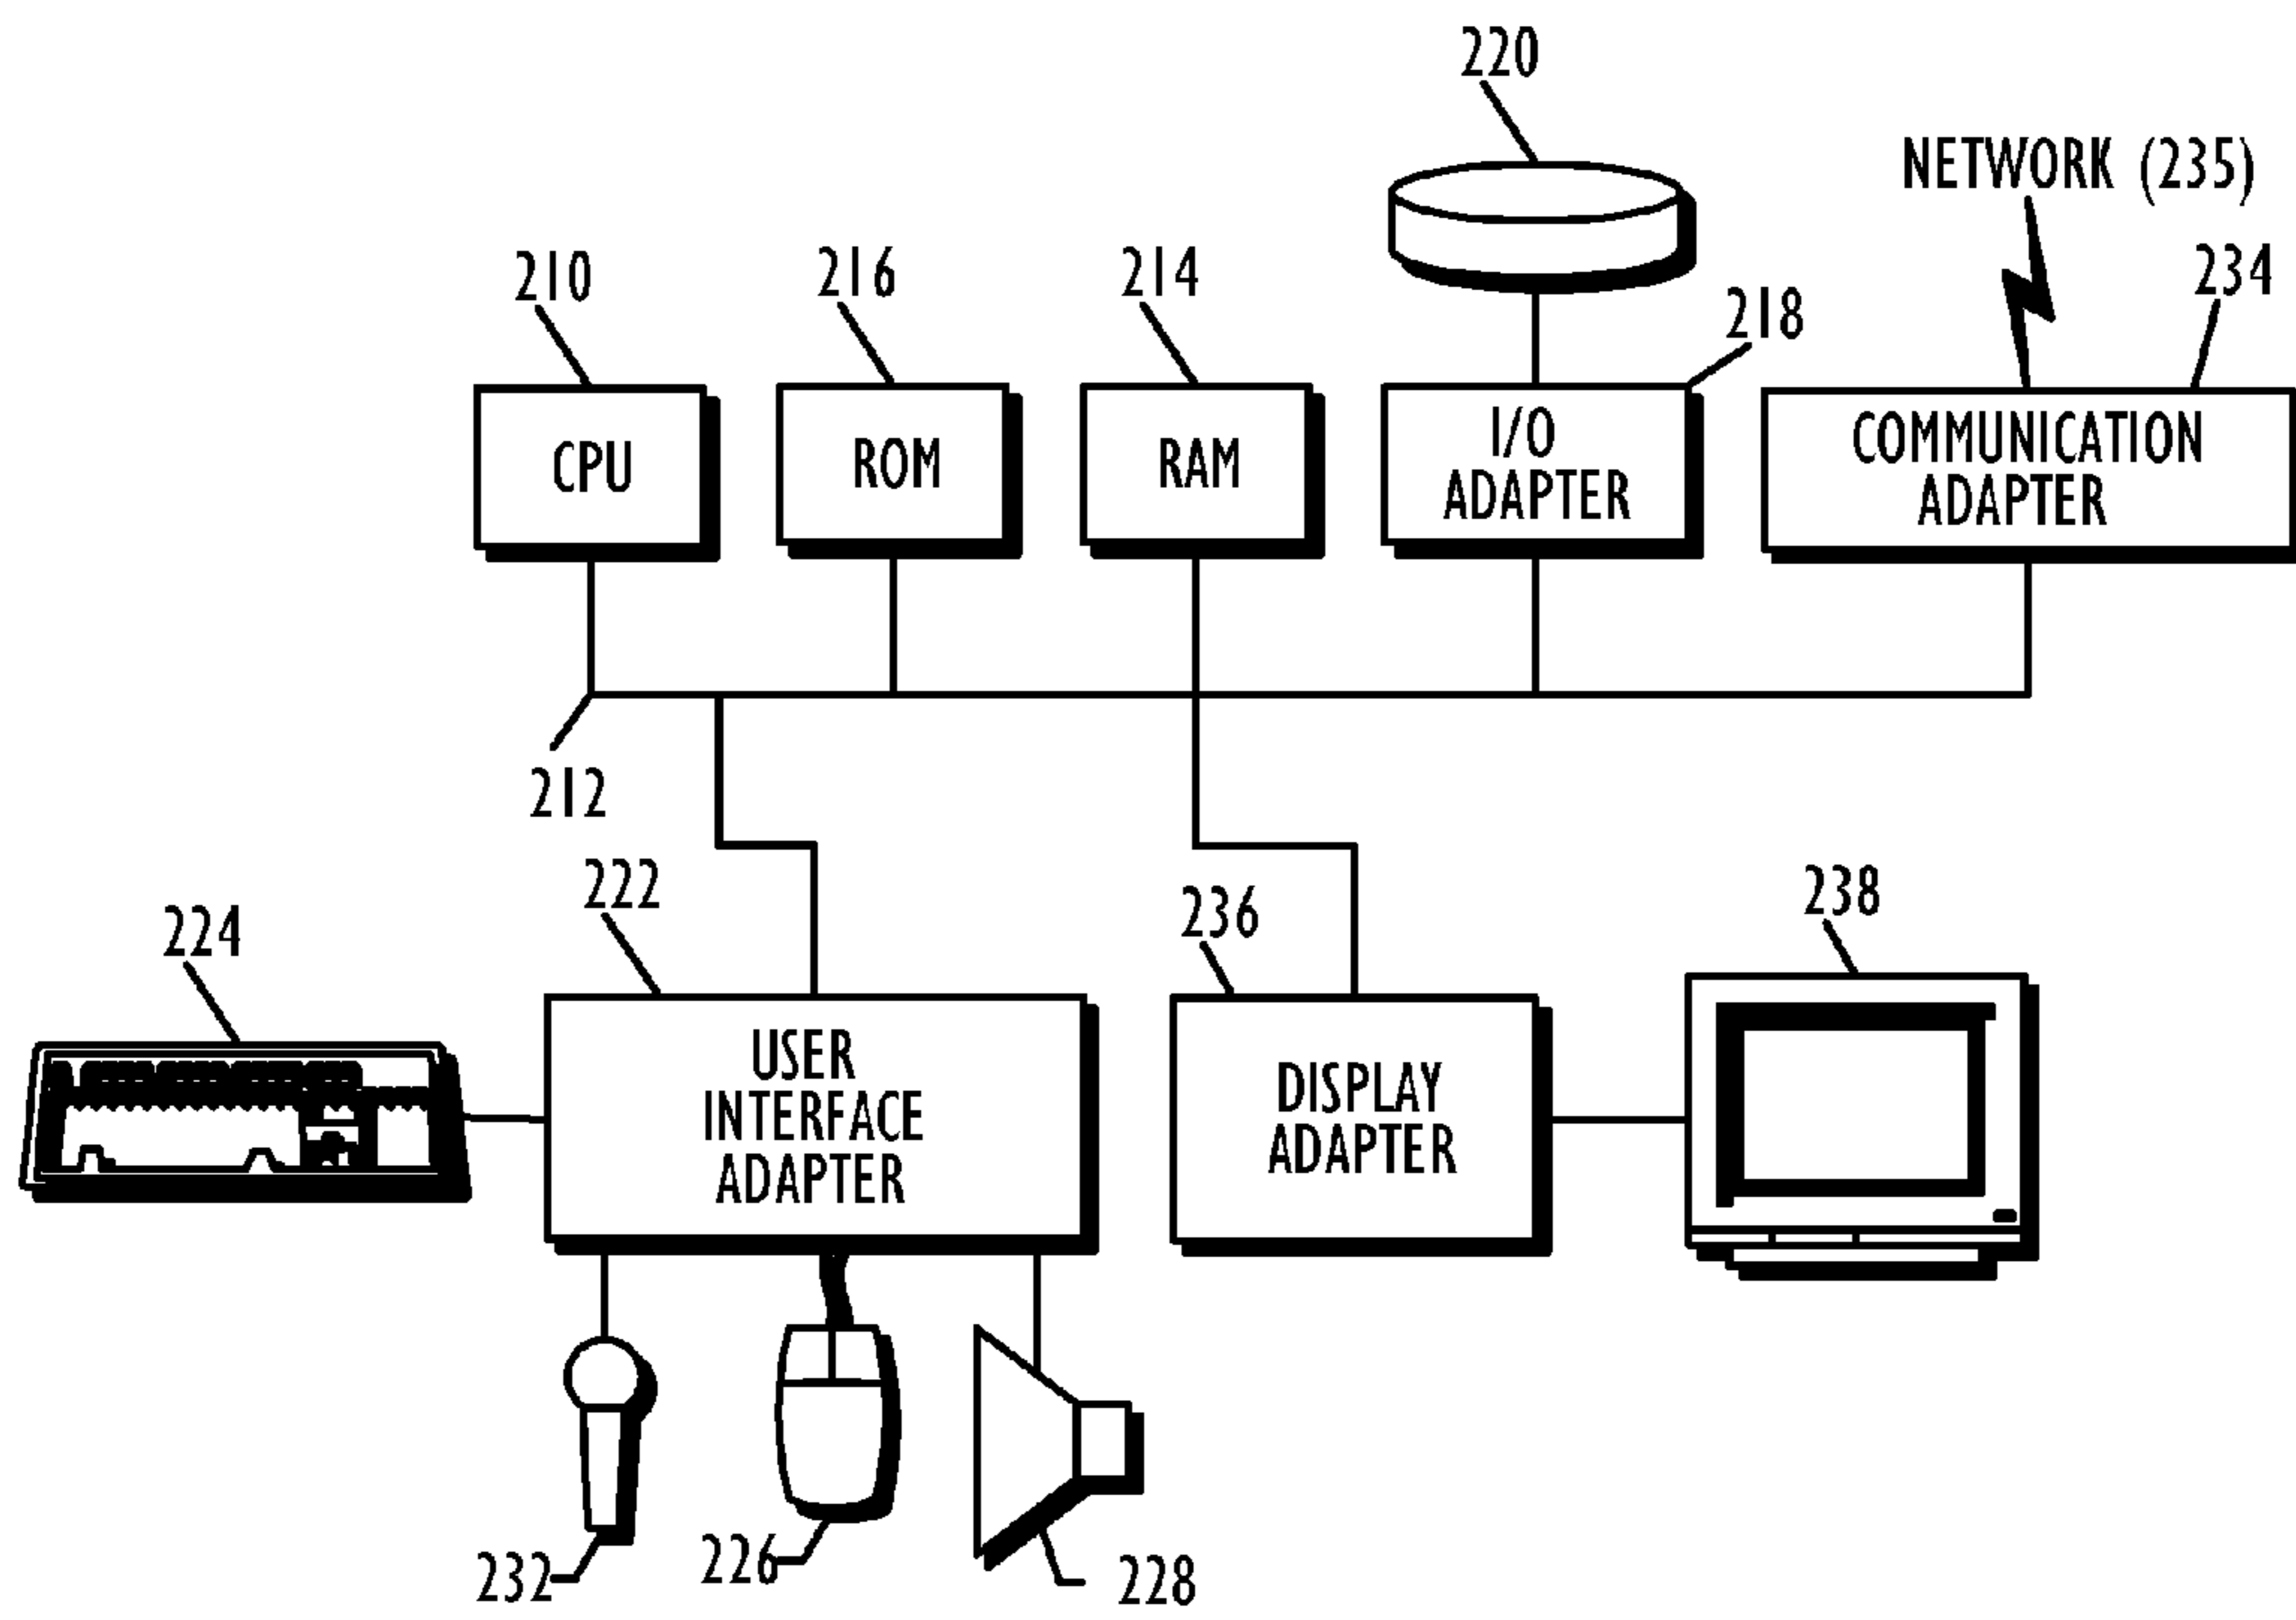 220
NETWORK (235)
210
216
214
218
234
CPU
ROM
RAM
I/O
ADAPTER
COMMUNICATION
ADAPTER
212
222
236
238
224
USER
INTERFACE
ADAPTER
DISPLAY
ADAPTER
232
226
228